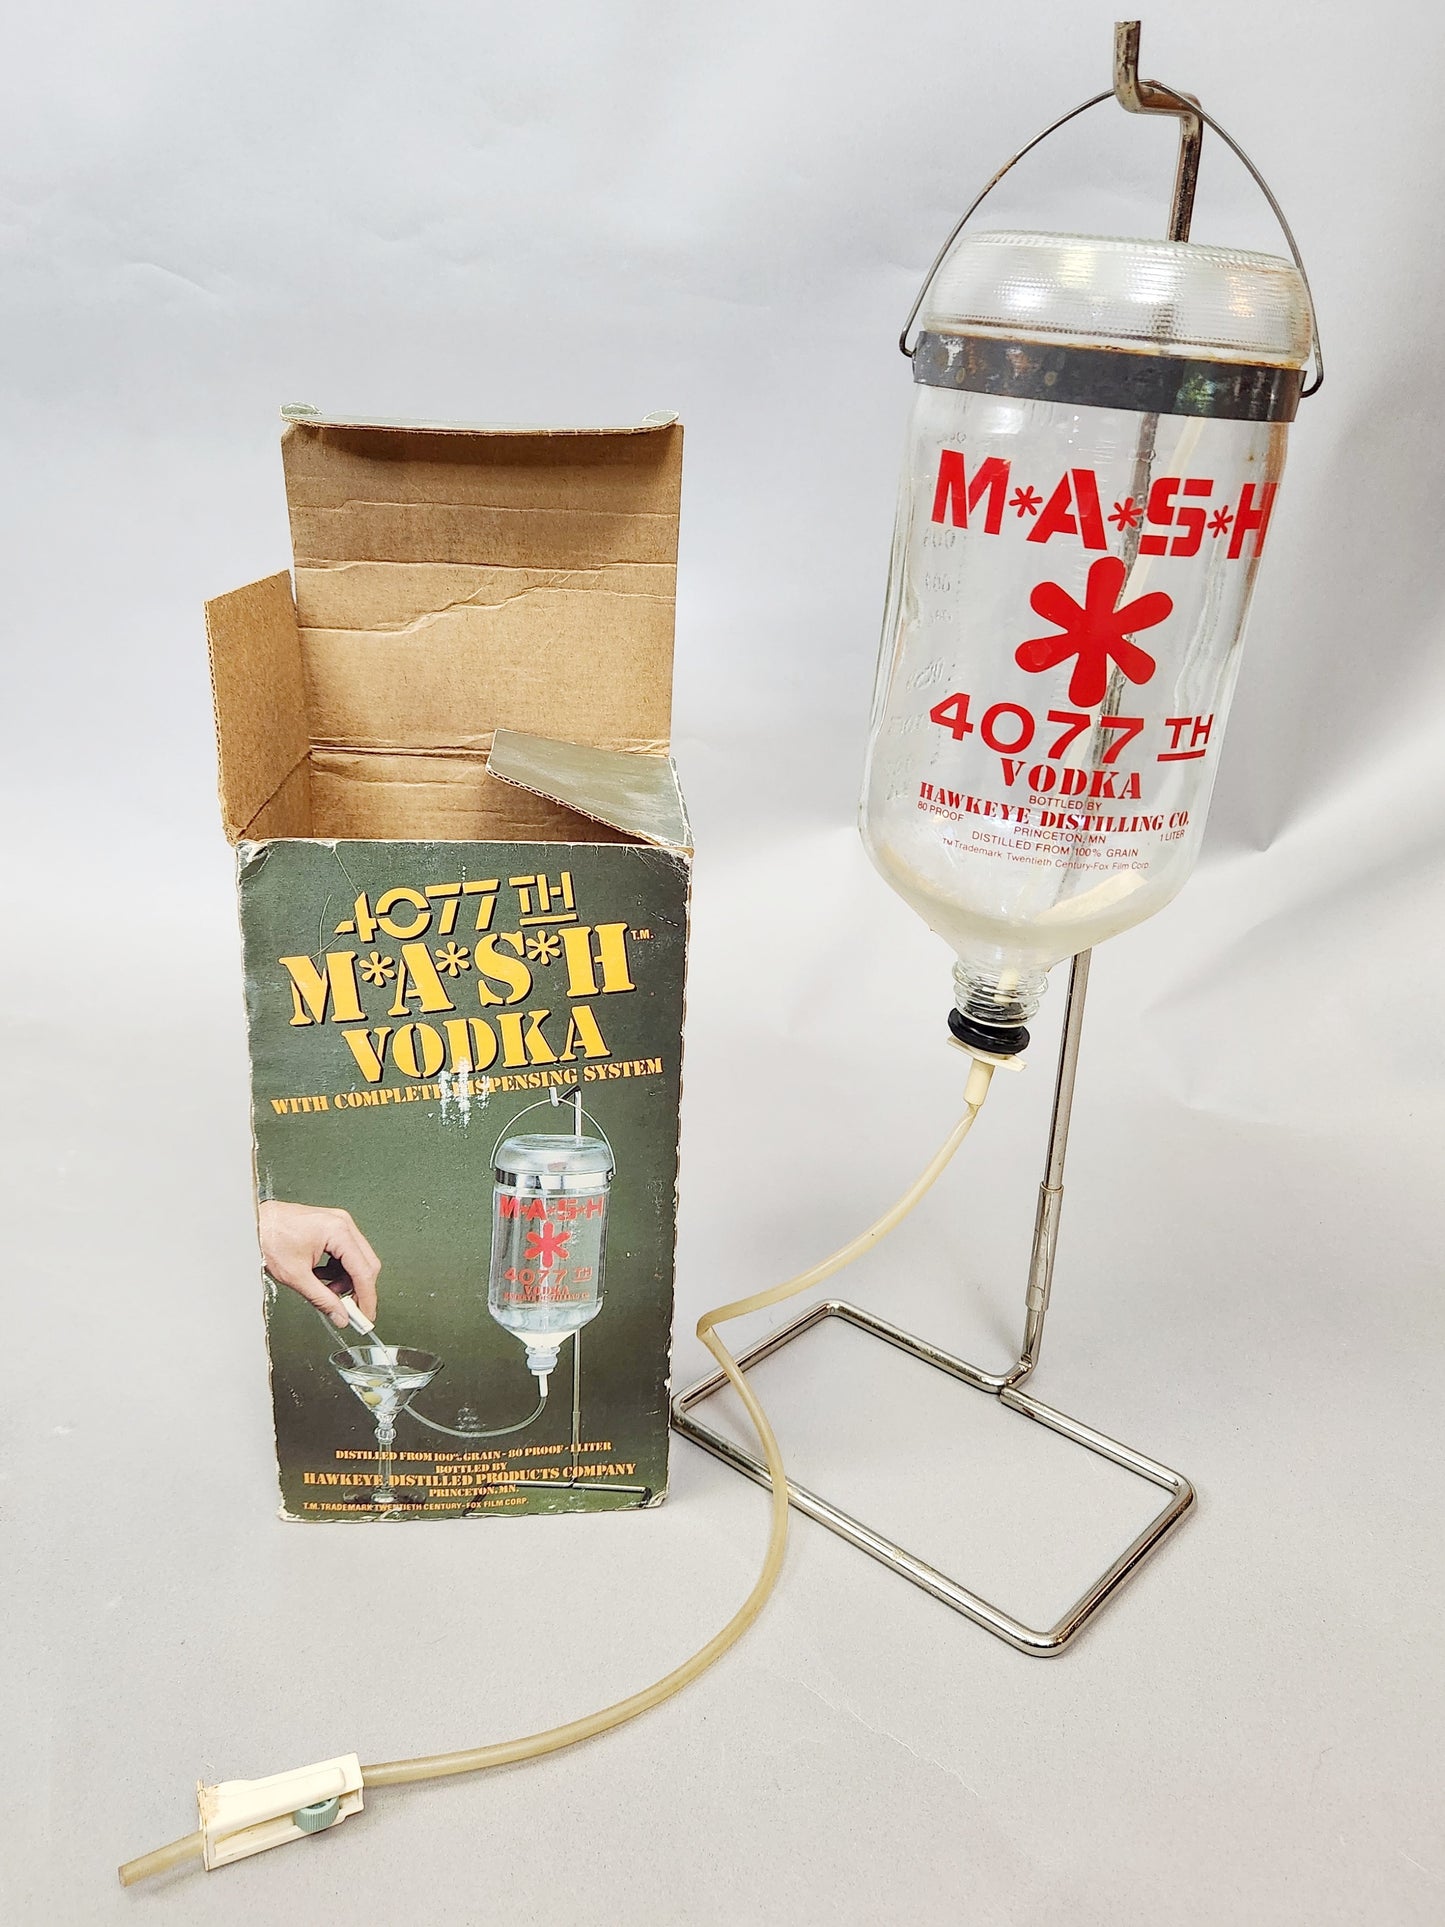 4077 TH
M*A*S*H T.M.
VODKA
WITH COMPLETE DISPENSING SYSTEM
M*A*S*H
4077 TH
VODKA
DISTILLED FROM 100% GRAIN - 80 PROOF - 1 LITER
BOTTLED BY
HAWKEYE DISTILLED PRODUCTS COMPANY
PRINCETON, MN.
T.M. TRADEMARK TWENTIETH CENTURY-FOX FILM CORP.
M*A*S*H
4077 TH
VODKA
BOTTLED BY
HAWKEYE DISTILLING CO.
80 PROOF PRINCETON, MN 1 LITER
DISTILLED FROM 100% GRAIN
TM Trademark Twentieth Century-Fox Film Corp.